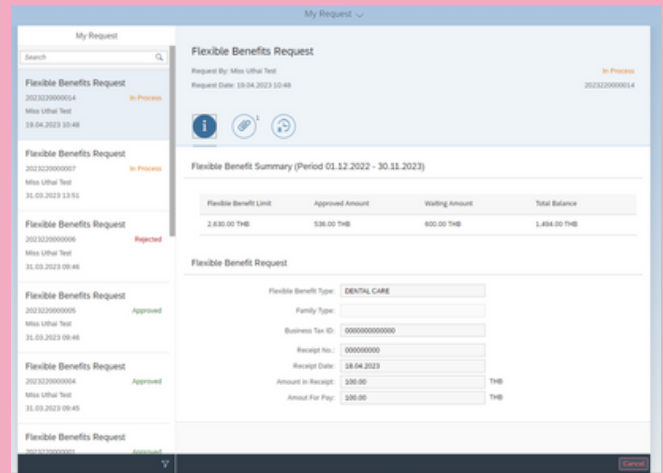 My Request
My Request
Search
Flexible Benefits Request
2023220000014 In Process
Miss Uthai Test
19.04.2023 10:48
Flexible Benefits Request
2023220000007 In Process
Miss Uthai Test
31.03.2023 13:51
Flexible Benefits Request
2023220000006 Rejected
Miss Uthai Test
31.03.2023 09:46
Flexible Benefits Request
2023220000005 Approved
Miss Uthai Test
31.03.2023 09:46
Flexible Benefits Request
2023220000004 Approved
Miss Uthai Test
31.03.2023 09:45
Flexible Benefits Request
2023220000001 Approved
Flexible Benefits Request
Request By: Miss Uthai Test In Process
Request Date: 19.04.2023 10:48 2023220000014
1
Flexible Benefit Summary (Period 01.12.2022 - 30.11.2023)
Flexible Benefit Limit Approved Amount Waiting Amount Total Balance
2.630.00 THB 536.00 THB 600.00 THB 1.494.00 THB
Flexible Benefit Request
Flexible Benefit Type: DENTAL CARE
Family Type:
Business Tax ID: 0000000000000
Receipt No.: 000000000
Receipt Date: 18.04.2023
Amount in Receipt: 100.00 THB
Amout For Pay: 100.00 THB
Cancel